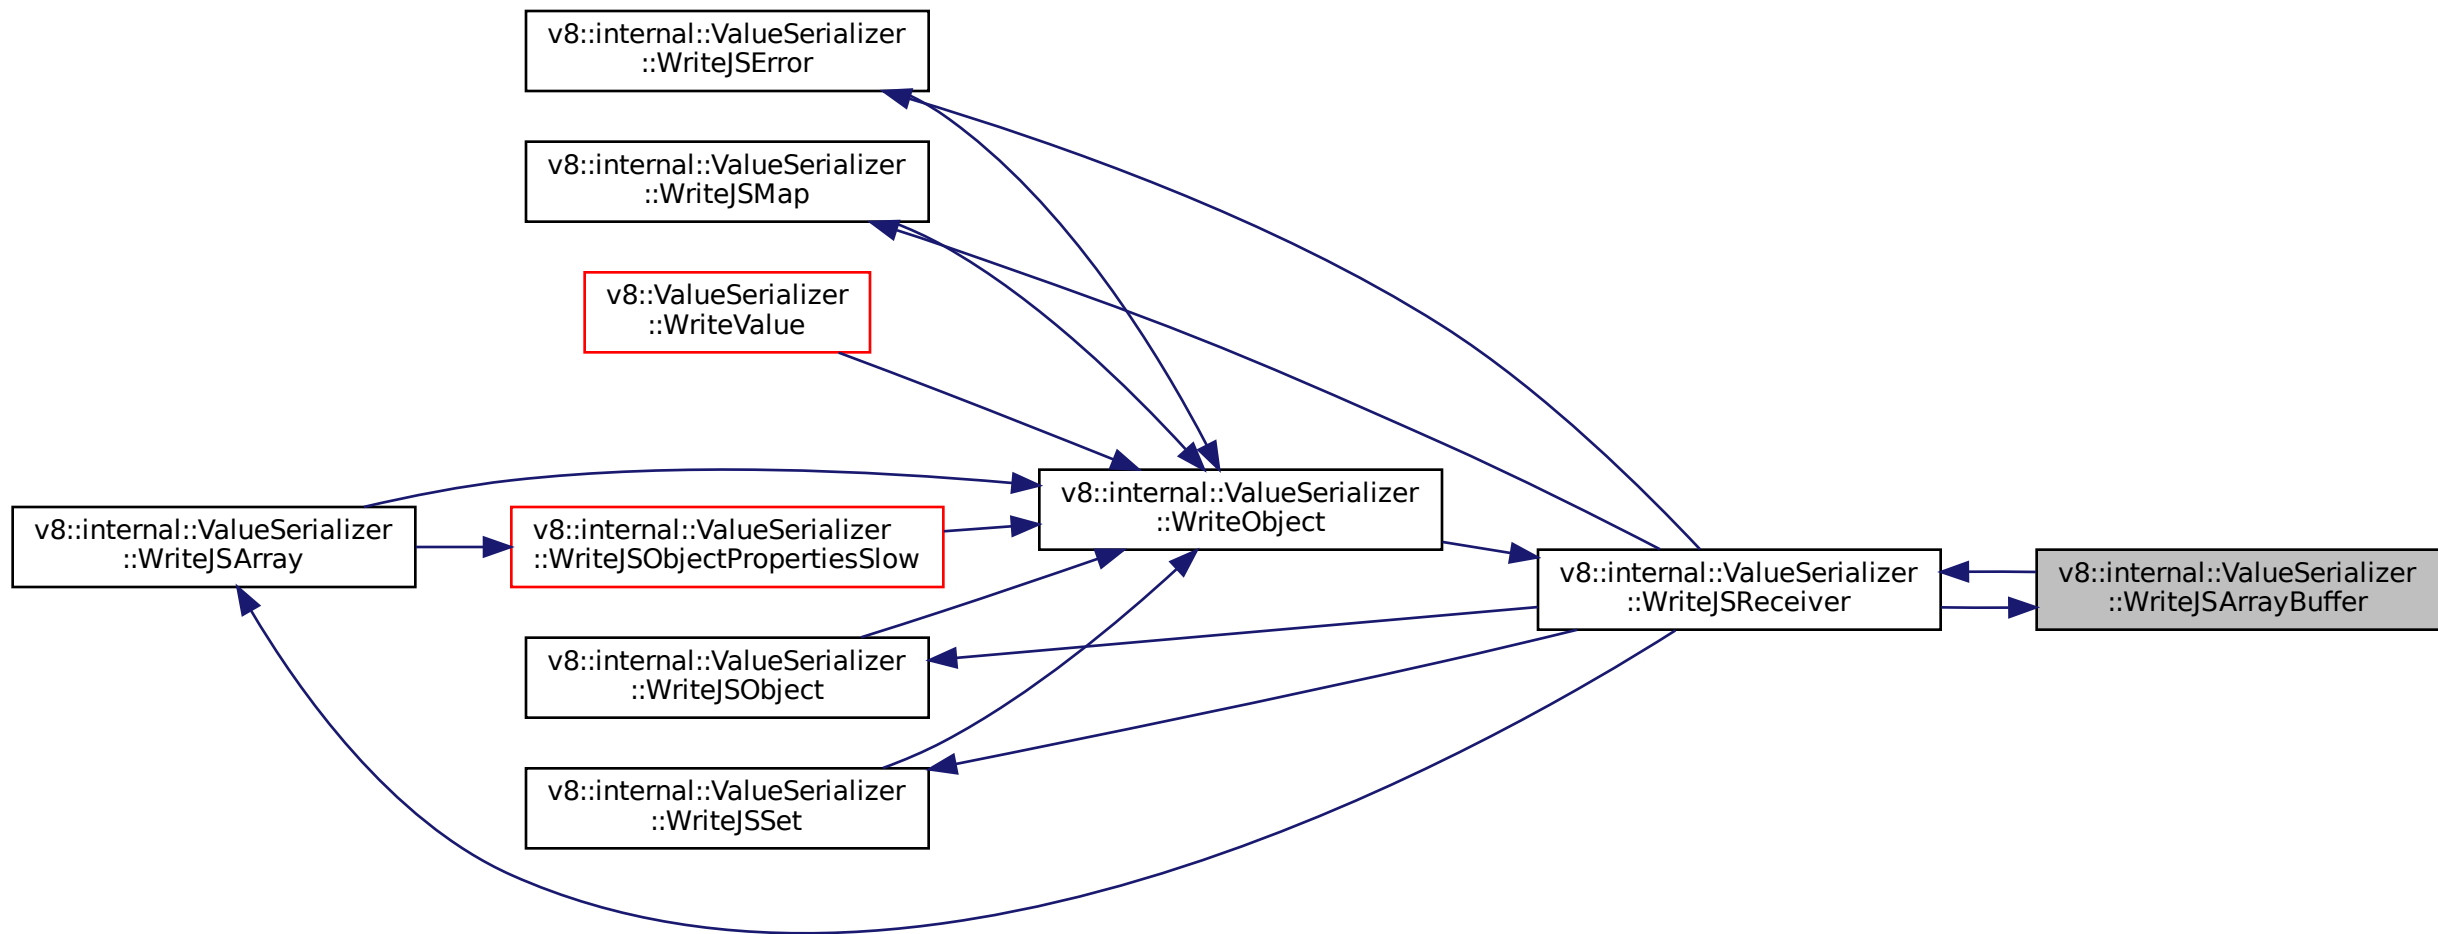 v8::internal::ValueSerializer
::WriteJSError
v8::internal::ValueSerializer
::WriteJSMap
v8::ValueSerializer
::WriteValue
v8::internal::ValueSerializer
::WriteObject
v8::internal::ValueSerializer
::WriteJSArray
v8::internal::ValueSerializer
::WriteJSObjectPropertiesSlow
v8::internal::ValueSerializer
::WriteJSReceiver
v8::internal::ValueSerializer
::WriteJSArrayBuffer
v8::internal::ValueSerializer
::WriteJSObject
v8::internal::ValueSerializer
::WriteJSSet